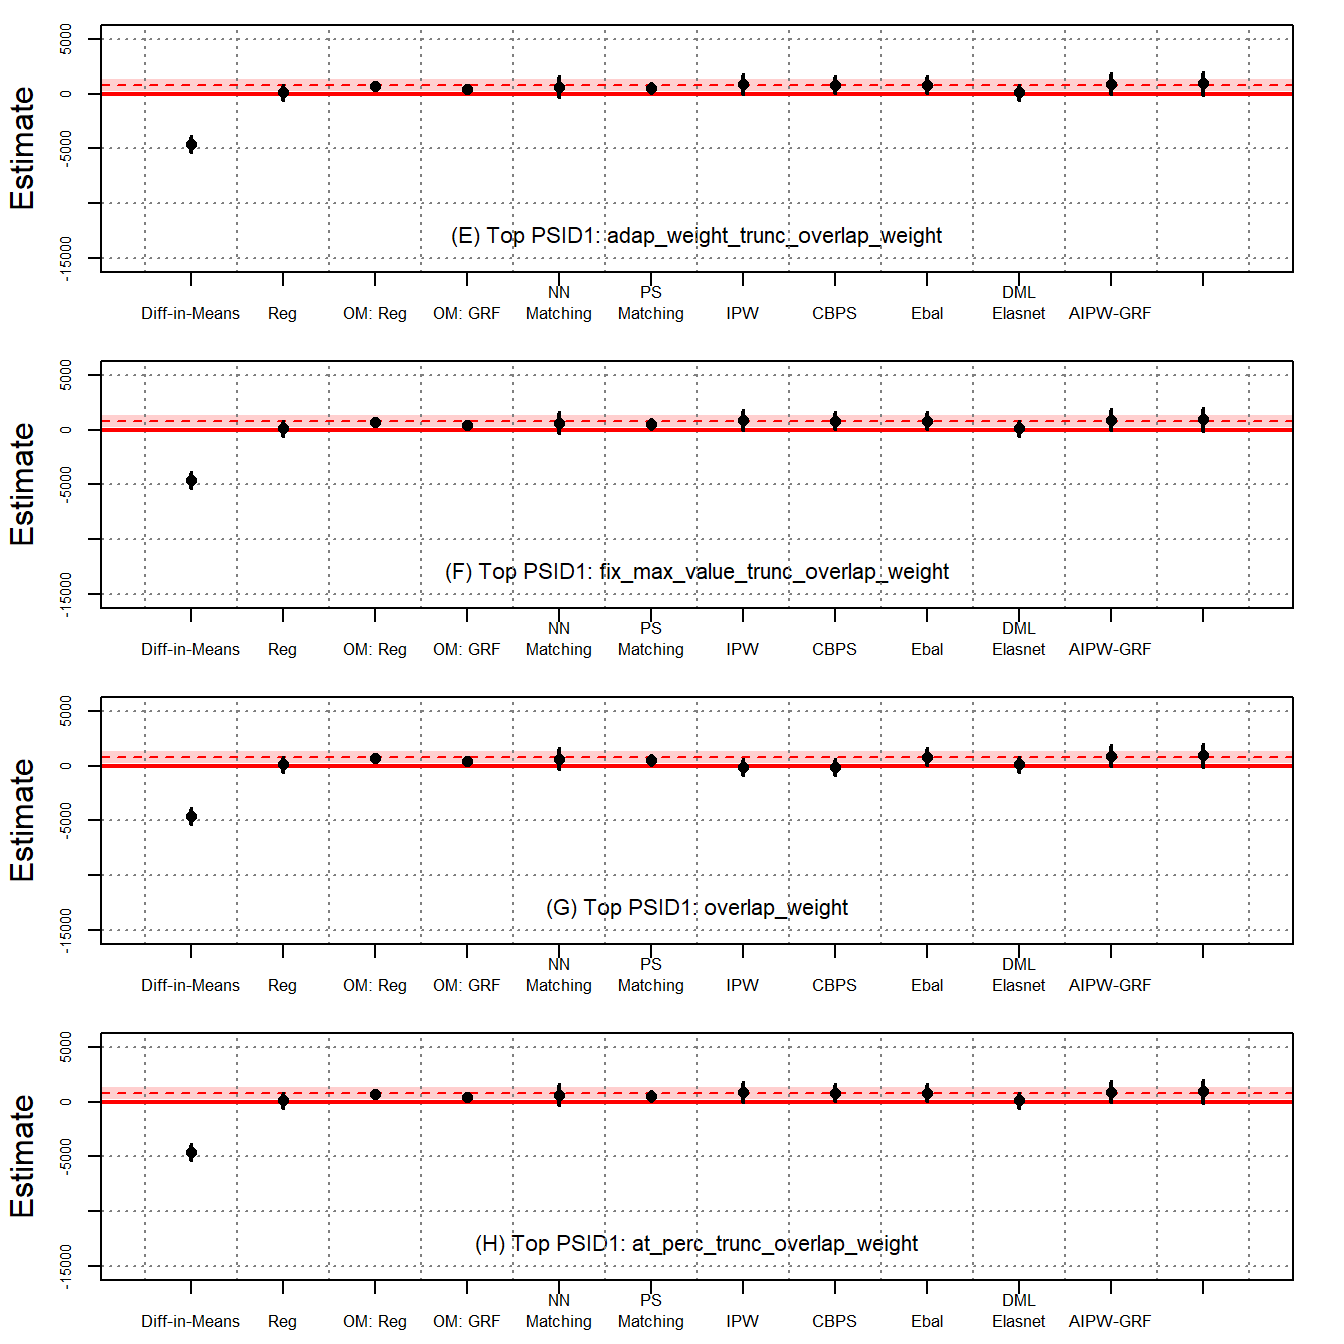 Estimate
5000
0
-5000
-15000
(E) Top PSID1: adap_weight_trunc_overlap_weight
NN PS DML
Diff-in-Means Reg OM: Reg OM: GRF Matching Matching IPW CBPS Ebal Elasnet AIPW-GRF
Estimate
5000
0
-5000
-15000
(F) Top PSID1: fix_max_value_trunc_overlap_weight
NN PS DML
Diff-in-Means Reg OM: Reg OM: GRF Matching Matching IPW CBPS Ebal Elasnet AIPW-GRF
Estimate
5000
0
-5000
-15000
(G) Top PSID1: overlap_weight
NN PS DML
Diff-in-Means Reg OM: Reg OM: GRF Matching Matching IPW CBPS Ebal Elasnet AIPW-GRF
Estimate
5000
0
-5000
-15000
(H) Top PSID1: at_perc_trunc_overlap_weight
NN PS DML
Diff-in-Means Reg OM: Reg OM: GRF Matching Matching IPW CBPS Ebal Elasnet AIPW-GRF